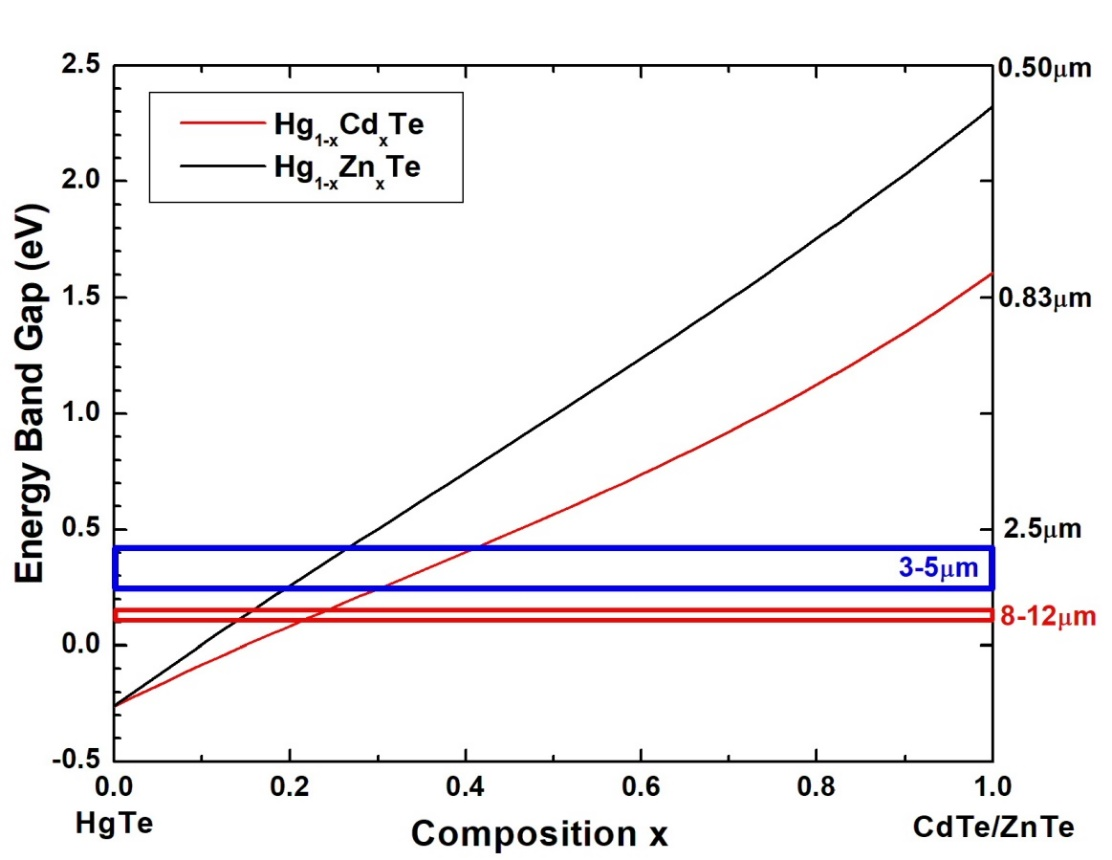 2.5
0.50μm
Hg1-xCdxTe
Hg1-xZnxTe
2.0
1.5
0.83μm
1.0
0.5
2.5μm
3-5μm
8-12μm
0.0
-0.5
Energy Band Gap (eV)
0.0
0.2
0.4
0.6
0.8
1.0
HgTe
Composition x
CdTe/ZnTe